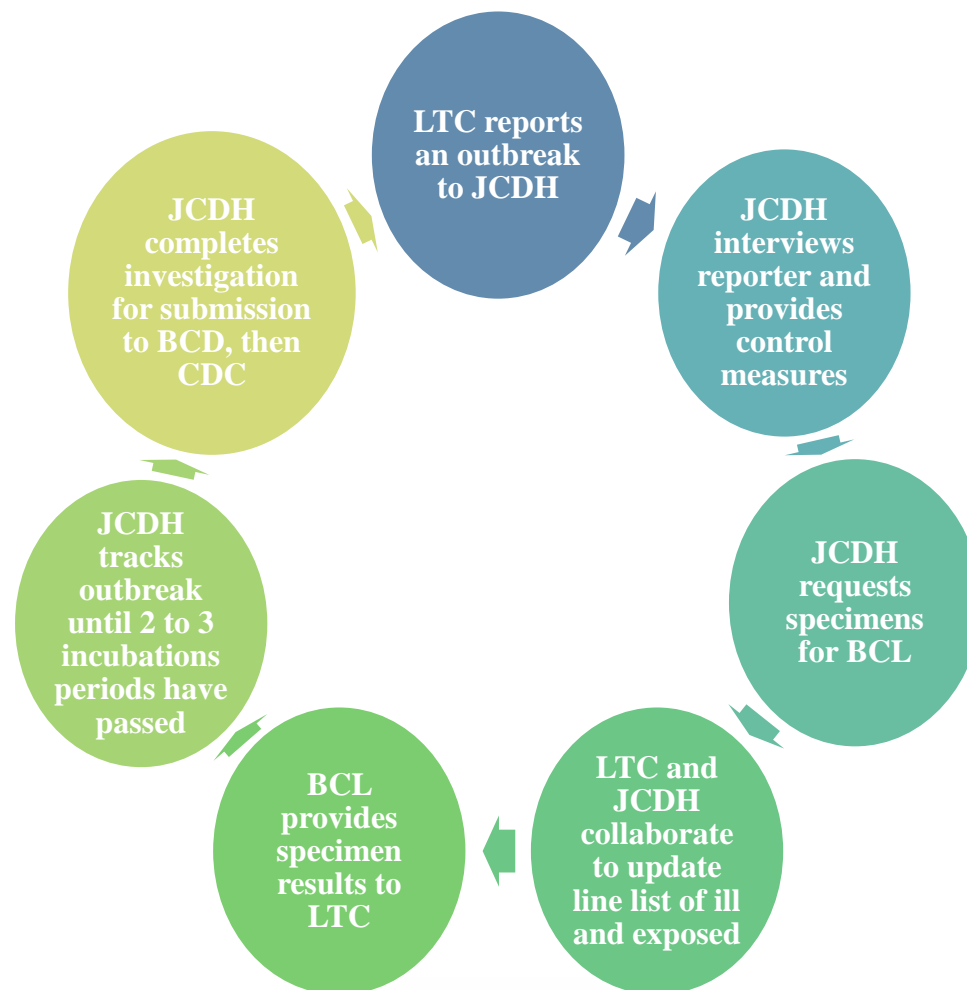 LTC reports
an outbreak
to JCDH
JCDH
interviews
reporter and
provides
control
measures
JCDH
requests
specimens
for BCL
LTC and
JCDH
collaborate
to update
line list of ill
and exposed
BCL
provides
specimen
results to
LTC
JCDH
tracks
outbreak
until 2 to 3
incubations
periods have
passed
JCDH
completes
investigation
for submission
to BCD, then
CDC